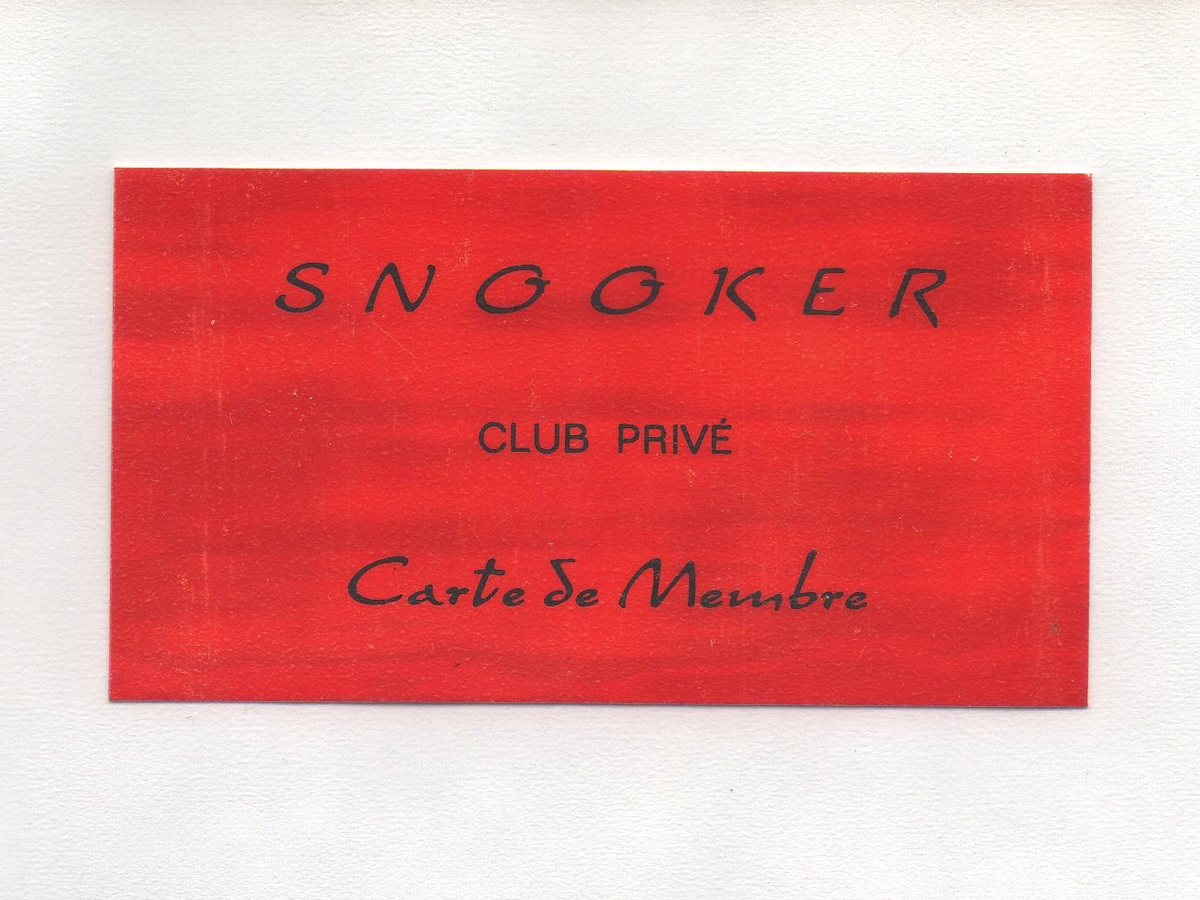 SNOOKER
CLUB PRIVÉ
Carte de Membre